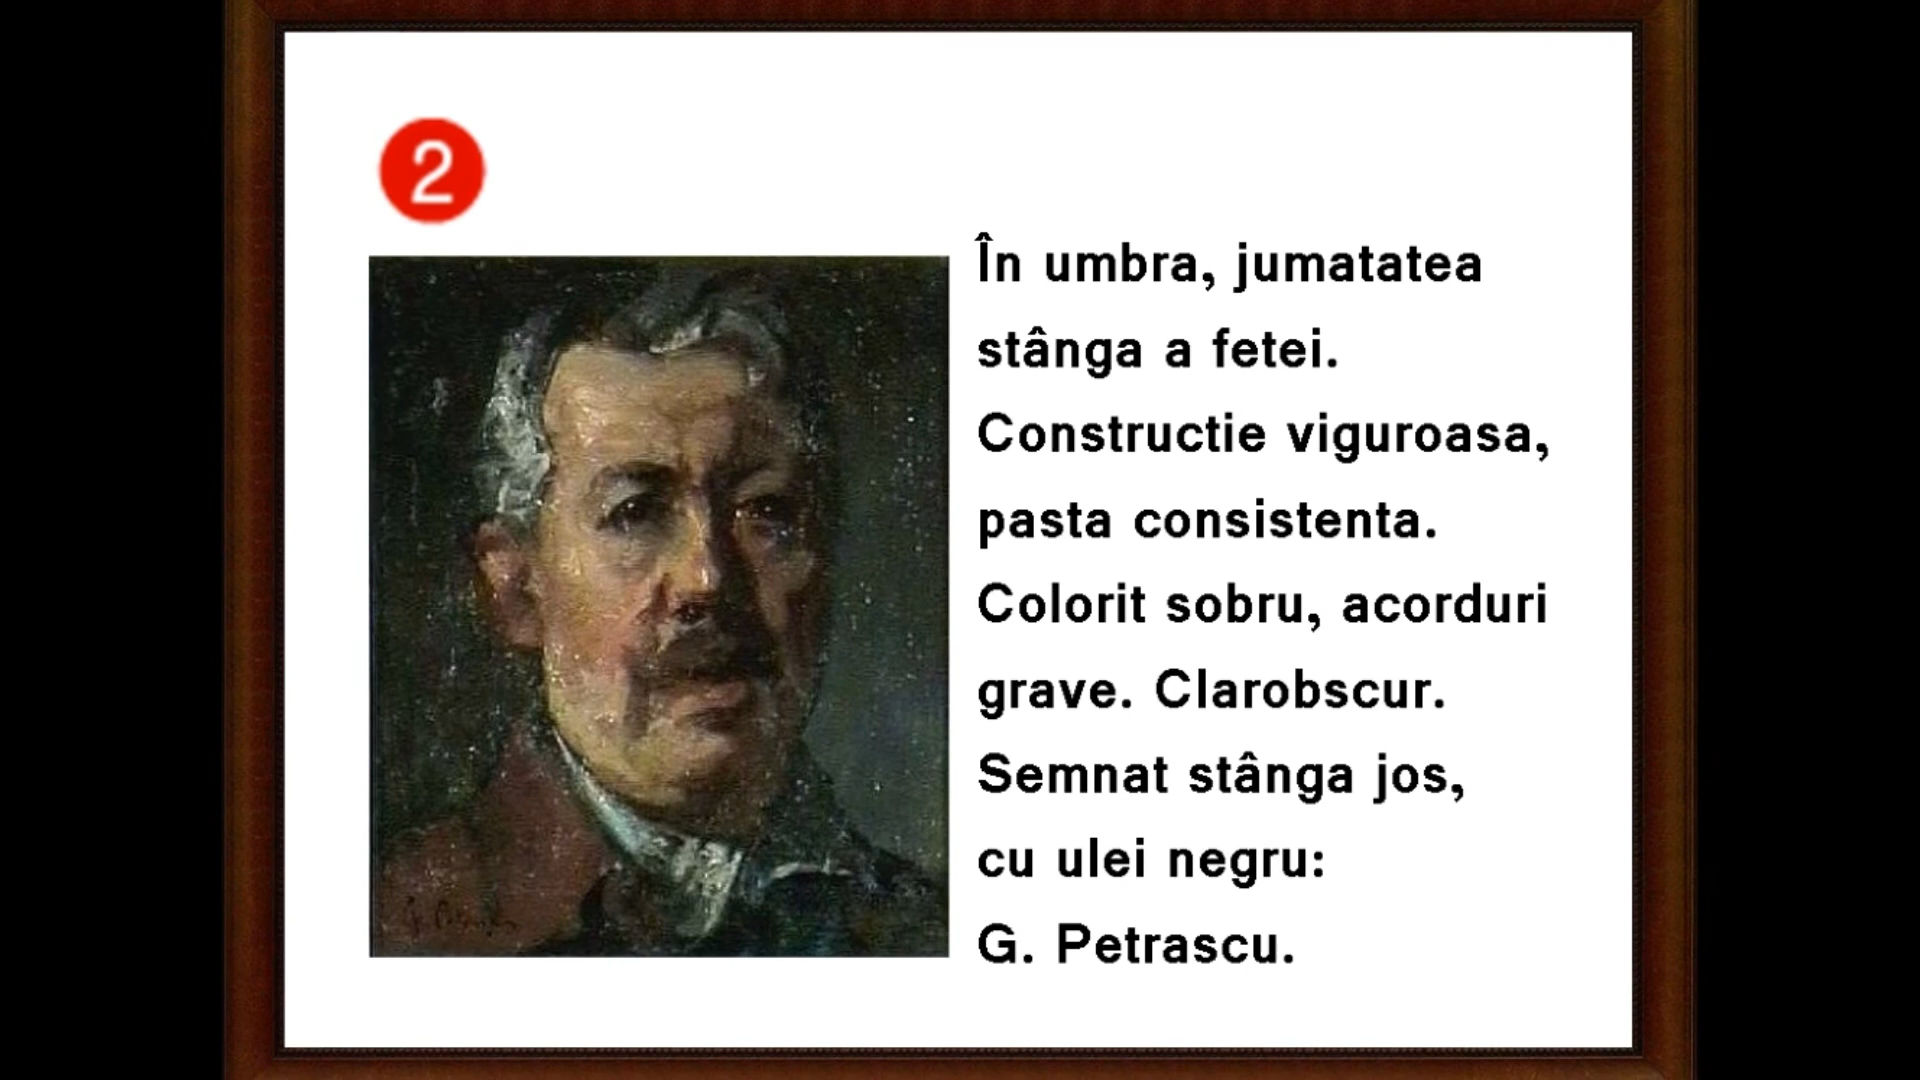 2
În umbra, jumatatea
stânga a fetei.
Constructie viguroasa,
pasta consistenta.
Colorit sobru, acorduri
grave. Clarobscur.
Semnat stânga jos,
cu ulei negru:
G. Petrascu.